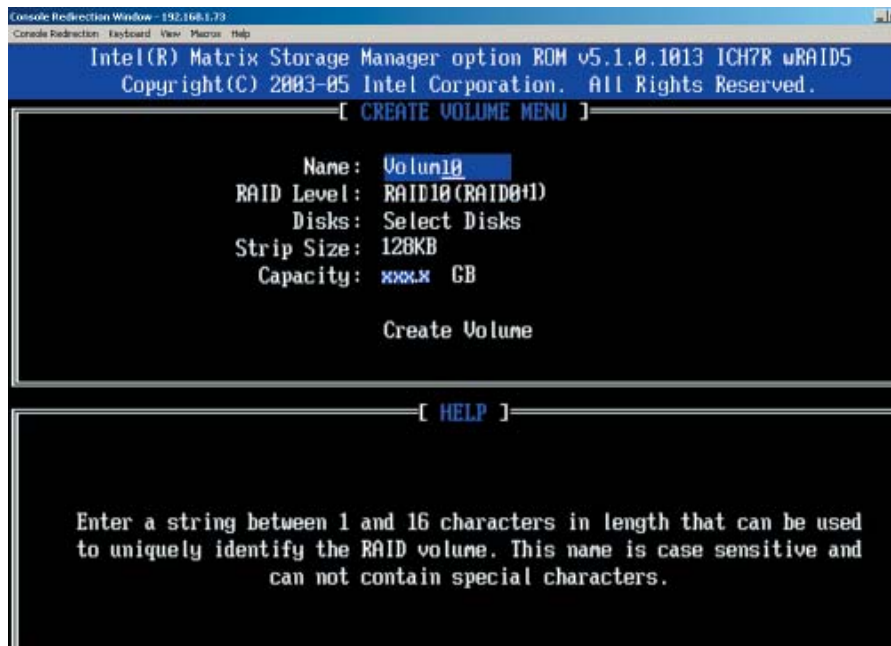 Console Redirection Window - 192.168.1.73
Console Redirection Keyboard View Macros Help
Intel(R) Matrix Storage Manager option ROM v5.1.0.1013 ICH7R wRAID5
Copyright(C) 2003-05 Intel Corporation. All Rights Reserved.
[ CREATE VOLUME MENU ]
Name: Volum10
RAID Level: RAID10(RAID0+1)
Disks: Select Disks
Strip Size: 128KB
Capacity: xxx.x GB
Create Volume
[ HELP ]
Enter a string between 1 and 16 characters in length that can be used
to uniquely identify the RAID volume. This name is case sensitive and
can not contain special characters.